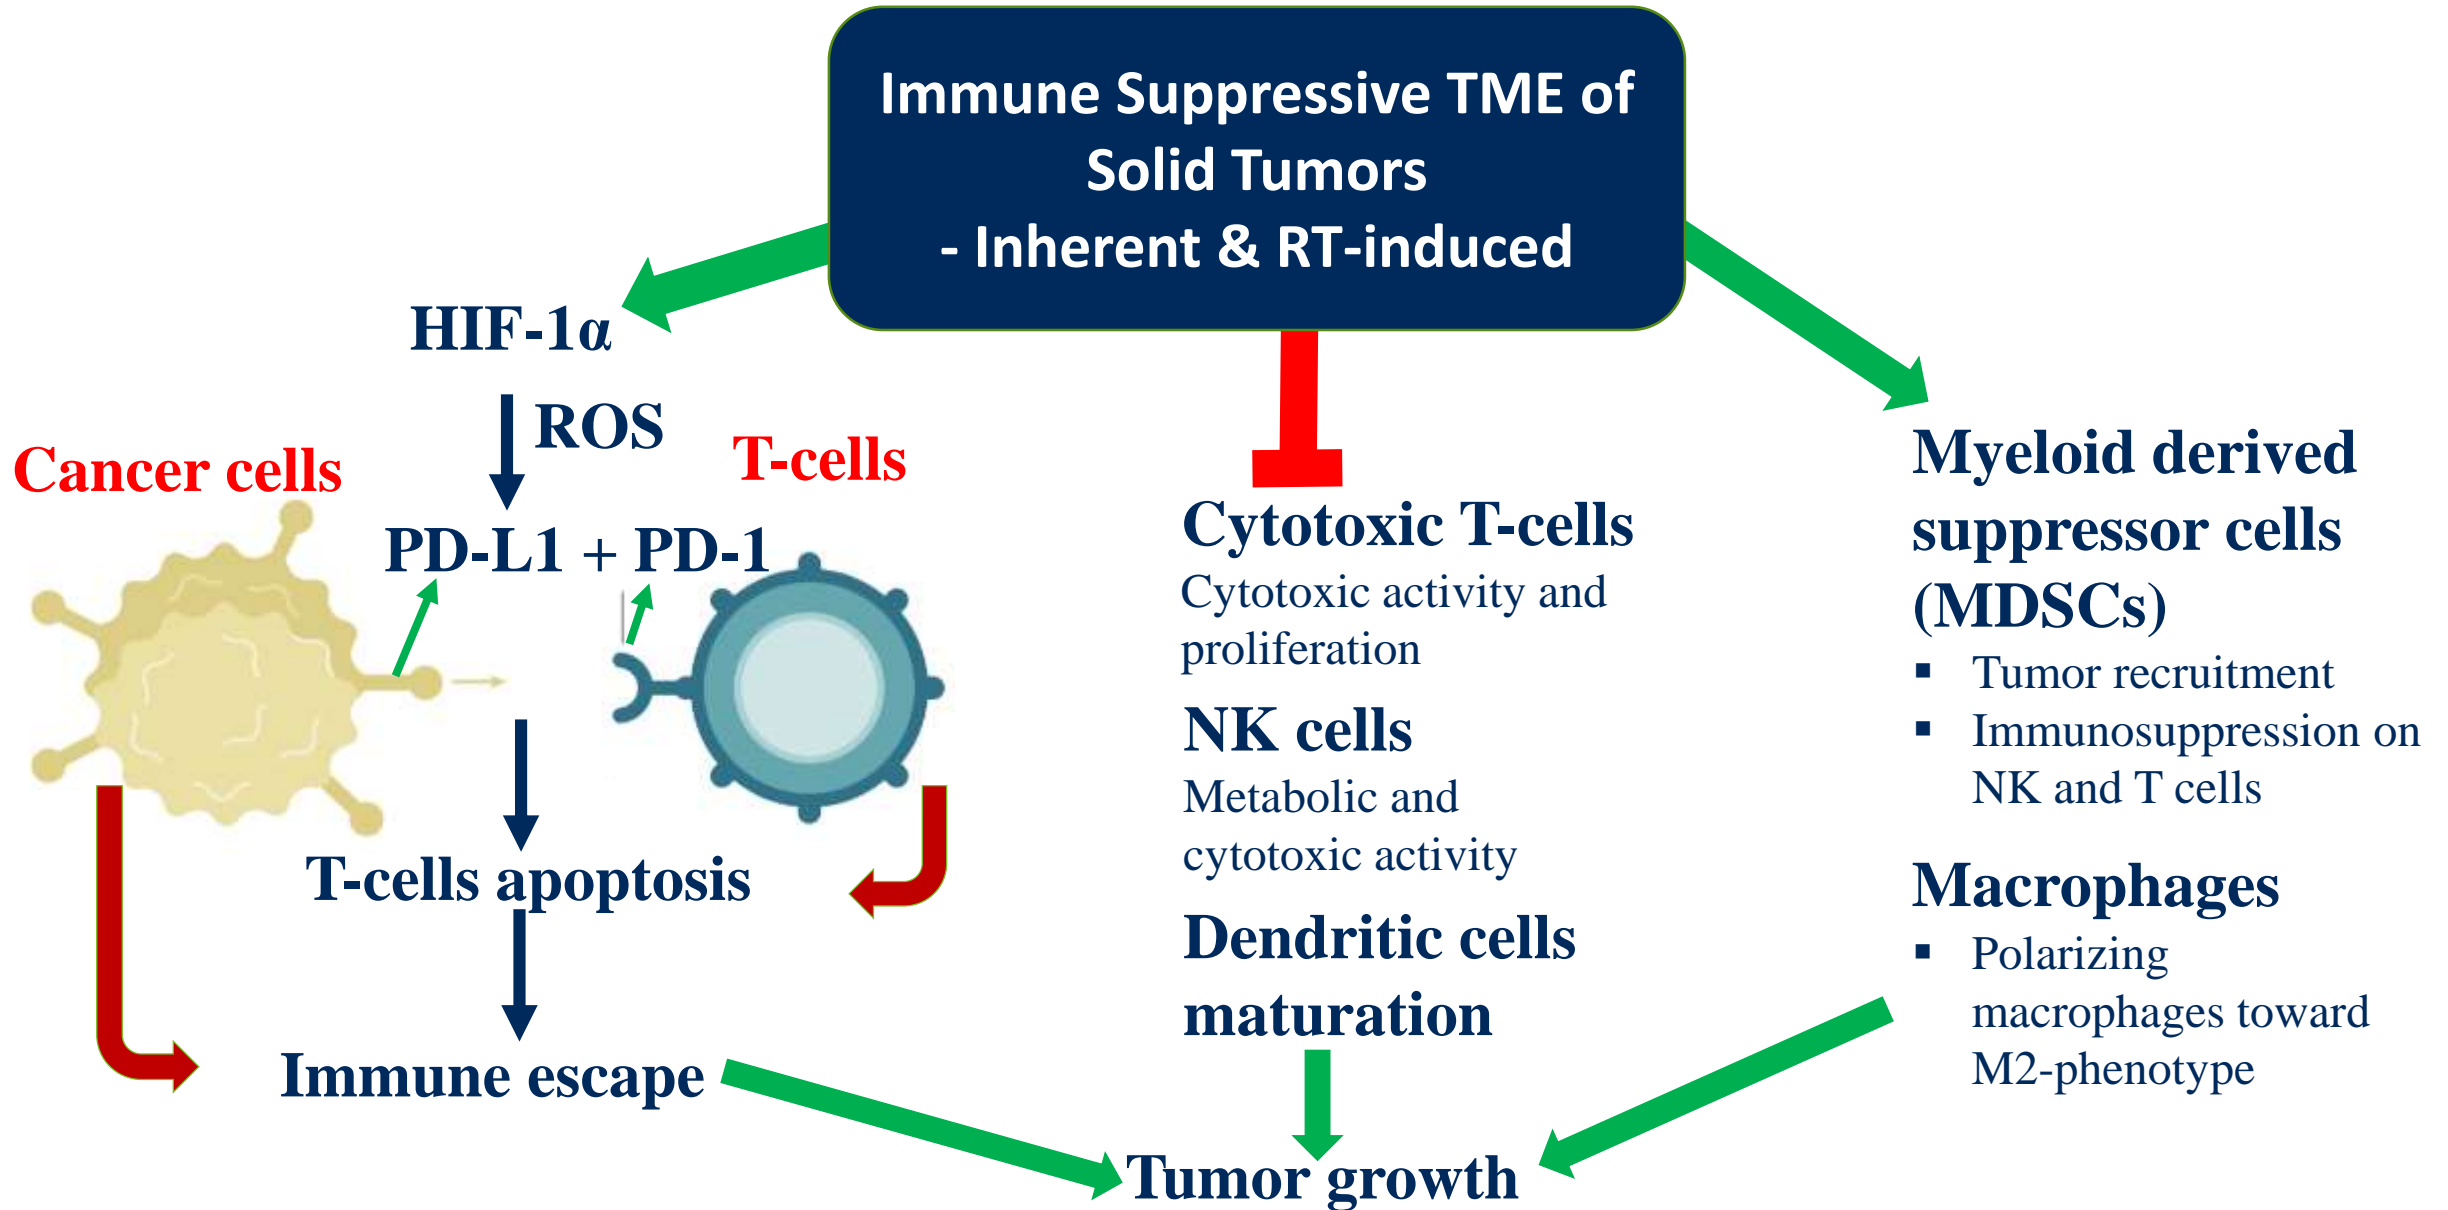 Immune Suppressive TME of
Solid Tumors
- Inherent & RT-induced
HIF-1α
ROS
Cancer cells
T-cells
PD-L1 + PD-1
T-cells apoptosis
Immune escape
Cytotoxic T-cells
Cytotoxic activity and
proliferation
NK cells
Metabolic and
cytotoxic activity
Dendritic cells
maturation
Myeloid derived
suppressor cells
(MDSCs)
▪ Tumor recruitment
▪ Immunosuppression on
NK and T cells
Macrophages
▪ Polarizing
macrophages toward
M2-phenotype
Tumor growth